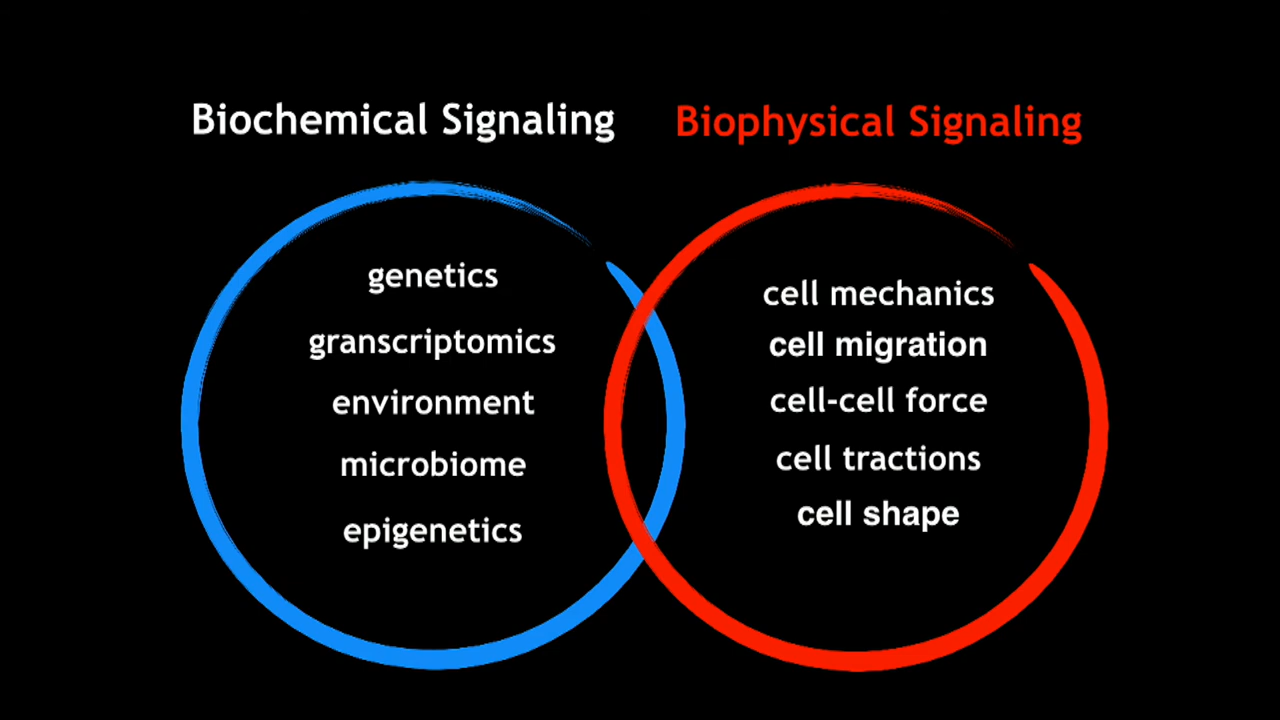 Biochemical Signaling
genetics
granscriptomics
environment
microbiome
epigenetics
Biophysical Signaling
cell mechanics
cell migration
cell-cell force
cell tractions
cell shape